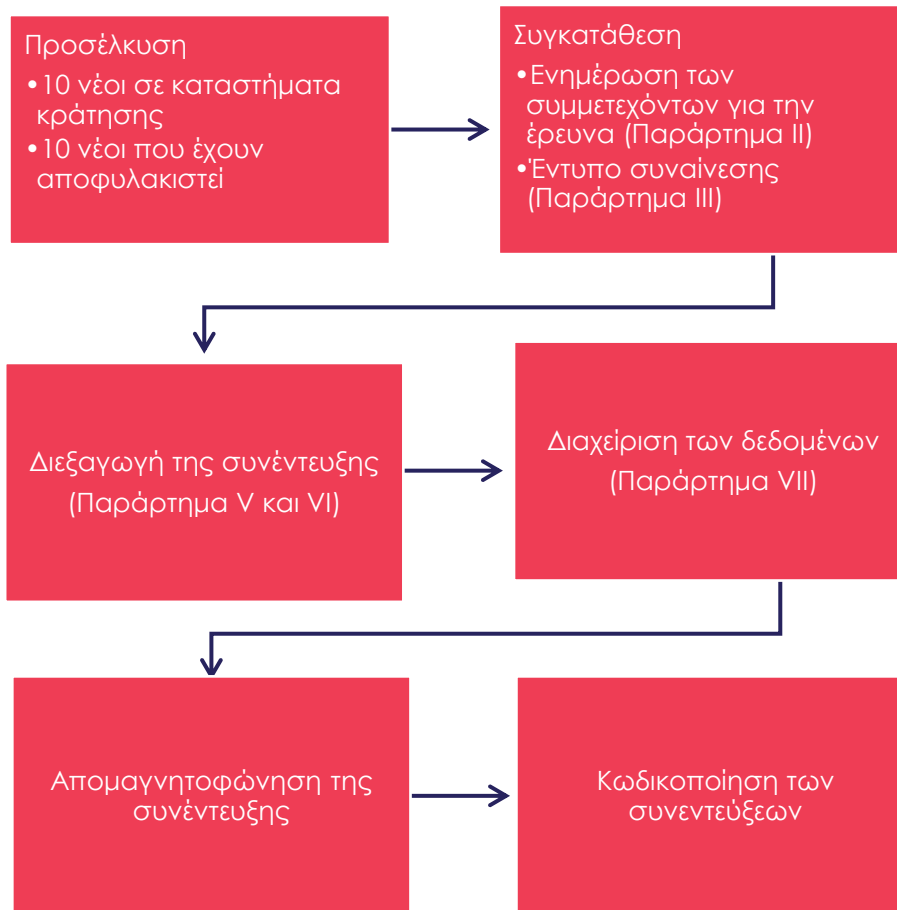 Προσέλκυση
•10 νέοι σε καταστήματα
κράτησης
•10 νέοι που έχουν
αποφυλακιστεί
Συγκατάθεση
•Ενημέρωση των
συμμετεχόντων για την
έρευνα (Παράρτημα II)
•Έντυπο συναίνεσης
(Παράρτημα III)
Διεξαγωγή της συνέντευξης
(Παράρτημα V και VI)
Διαχείριση των δεδομένων
(Παράρτημα VII)
Απομαγνητοφώνηση της
συνέντευξης
Κωδικοποίηση των
συνεντεύξεων